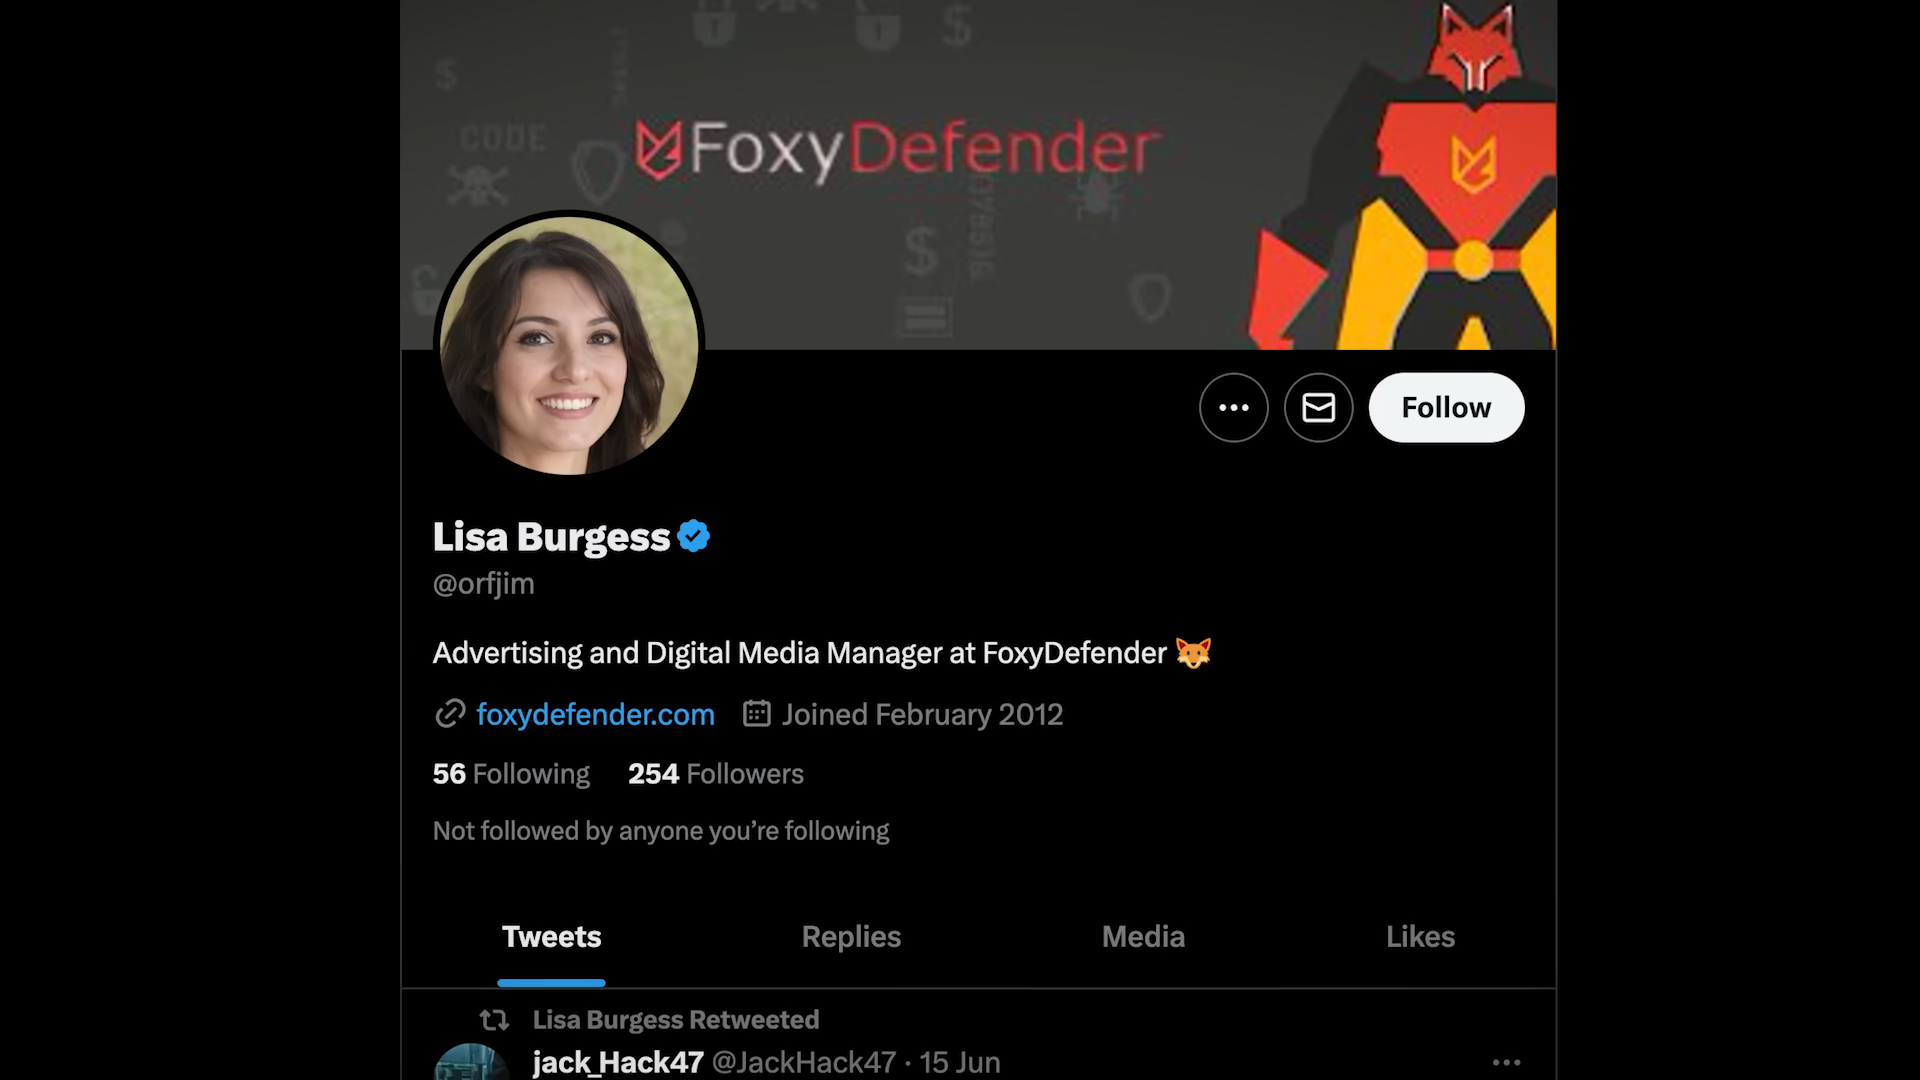 CODE
FoxyDefender
Follow
Lisa Burgess
@orfjim
Advertising and Digital Media Manager at FoxyDefender 🦊
foxydefender.com Joined February 2012
56 Following 254 Followers
Not followed by anyone you’re following
Tweets Replies Media Likes
Lisa Burgess Retweeted
jack_Hack47 @JackHack47 · 15 Jun